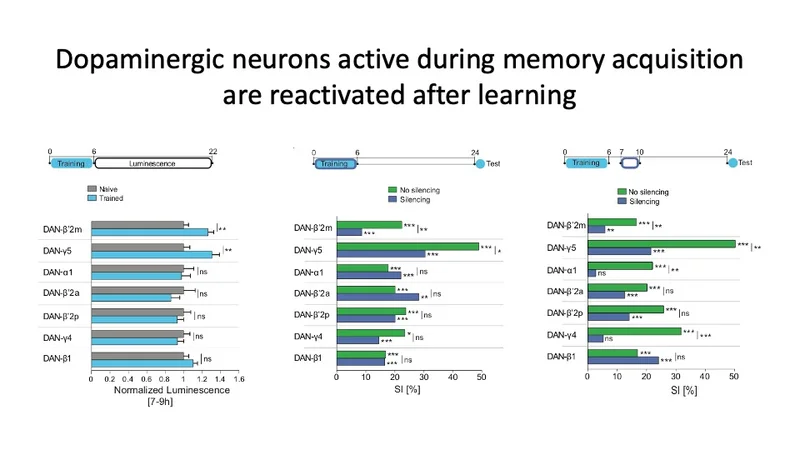 Dopaminergic neurons active during memory acquisition
are reactivated after learning
0 6 22
Training Luminescence
Naive
Trained
DAN-β'2m **
DAN-γ5 **
DAN-α1 ns
DAN-β'2a ns
DAN-β'2p ns
DAN-γ4 ns
DAN-β1 ns
0 0.2 0.4 0.6 0.8 1 1.2 1.4 1.6
Normalized Luminescence
[7-9h]
0 6 24
Training Test
No silencing
Silencing
DAN-β'2m *** *** **
DAN-γ5 *** *** *
DAN-α1 *** *** ns
DAN-β'2a *** ** ns
DAN-β'2p *** *** ns
DAN-γ4 * *** ns
DAN-β1 *** *** ns
0 10 20 30 40 50
SI [%]
0 6 7 10 24
Training Test
No silencing
Silencing
DAN-β'2m *** ** **
DAN-γ5 *** *** **
DAN-α1 *** ns **
DAN-β'2a *** *** ns
DAN-β'2p *** *** ns
DAN-γ4 *** ns ***
DAN-β1 *** *** ns
0 10 20 30 40 50
SI [%]